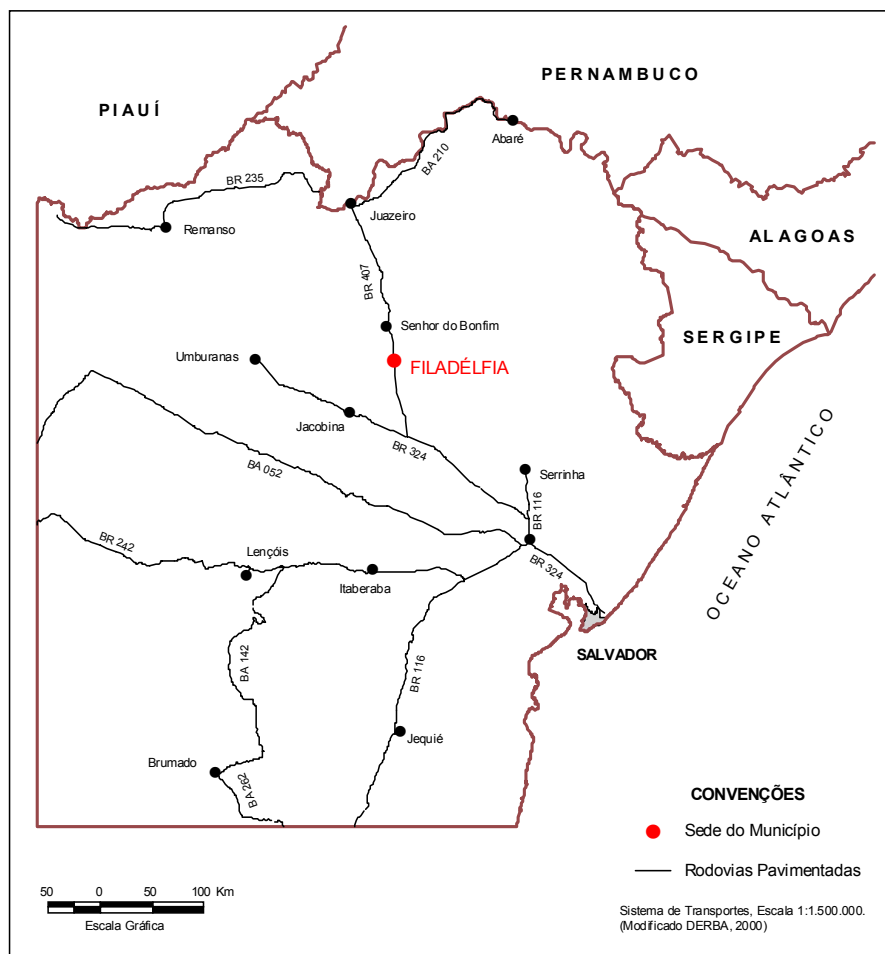 PERNAMBUCO
PIAUÍ
Abaré
BA 210
BR 235
Juazeiro
Remanso
ALAGOAS
BR 407
Senhor do Bonfim
SERGIPE
Umburanas
FILADÉLFIA
Jacobina
BR 324
OCEANO ATLÂNTICO
BA 052
Serrinha
BR 116
BR 242
Lençóis
BR 324
Itaberaba
SALVADOR
BA 142
BR 116
Jequié
Brumado
BA 262
CONVENÇÕES
Sede do Município
Rodovias Pavimentadas
50 0 50 100 Km
Escala Gráfica
Sistema de Transportes, Escala 1:1.500.000.
(Modificado DERBA, 2000)